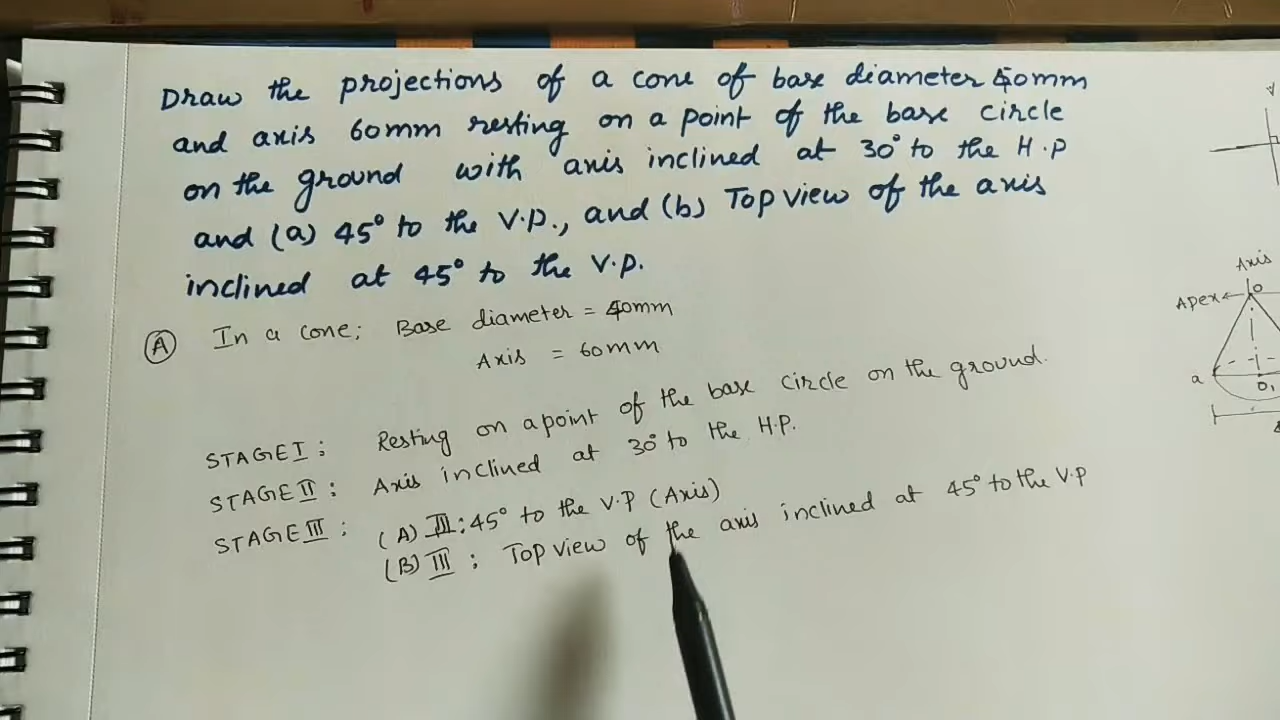 Draw the projections of a cone of base diameter 40mm
and axis 60mm resting on a point of the base circle
on the ground with axis inclined at 30° to the H.P
and (a) 45° to the V.P., and (b) Top view of the axis
inclined at 45° to the V.P.
(A) In a cone; Base diameter = 40mm
Axis = 60mm
STAGE I : Resting on a point of the base circle on the ground.
STAGE II : Axis inclined at 30° to the H.P.
STAGE III : (A) III : 45° to the V.P (Axis)
(B) III : Top view of the axis inclined at 45° to the V.P
Axis
Apex
o
a
O1